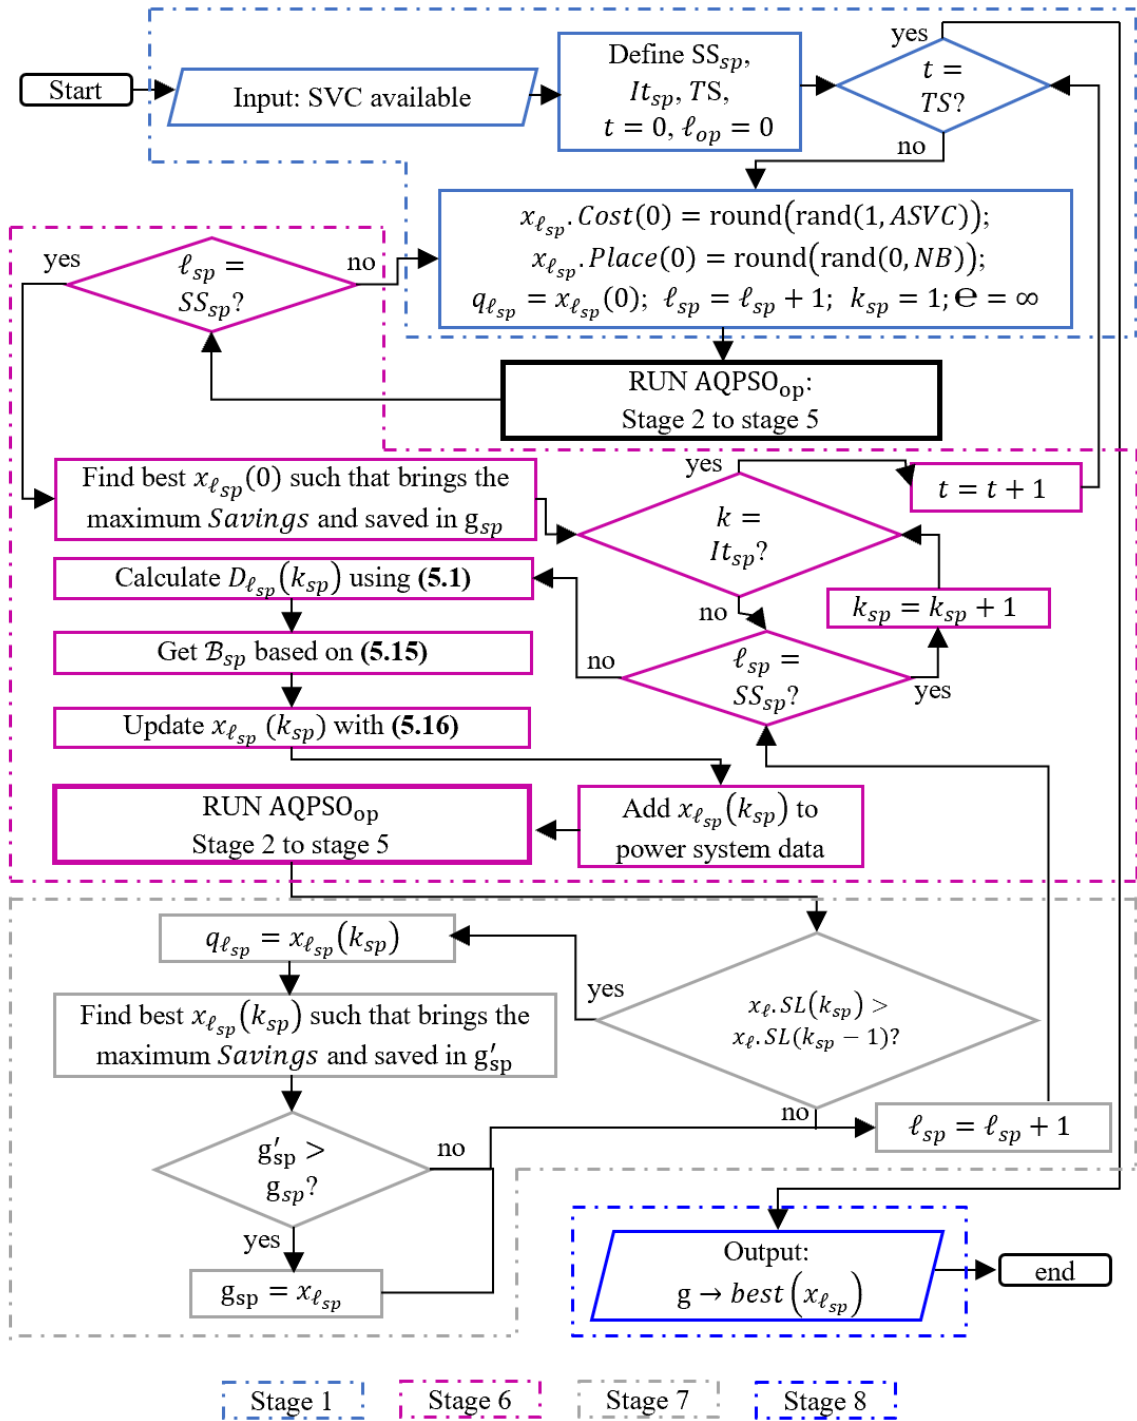 Start
Input: SVC available
Define SS_sp,
It_sp, TS,
t = 0, ℓ_op = 0
yes
t =
TS?
no
x_ℓsp.Cost(0) = round(rand(1, ASVC));
x_ℓsp.Place(0) = round(rand(0, NB));
q_ℓsp = x_ℓsp(0); ℓ_sp = ℓ_sp + 1; k_sp = 1; ℮ = ∞
yes
ℓ_sp =
SS_sp?
no
RUN AQPSO_op:
Stage 2 to stage 5
Find best x_ℓsp(0) such that brings the
maximum Savings and saved in g_sp
yes
k =
It_sp?
no
t = t + 1
Calculate D_ℓsp(k_sp) using (5.1)
k_sp = k_sp + 1
Get ℬ_sp based on (5.15)
no
ℓ_sp =
SS_sp?
yes
Update x_ℓsp (k_sp) with (5.16)
RUN AQPSO_op
Stage 2 to stage 5
Add x_ℓsp(k_sp) to
power system data
q_ℓsp = x_ℓsp(k_sp)
yes
x_ℓ.SL(k_sp) >
x_ℓ.SL(k_sp − 1)?
no
Find best x_ℓsp(k_sp) such that brings the
maximum Savings and saved in g′_sp
ℓ_sp = ℓ_sp + 1
g′_sp >
g_sp?
no
yes
g_sp = x_ℓsp
Output:
g → best (x_ℓsp)
end
Stage 1
Stage 6
Stage 7
Stage 8